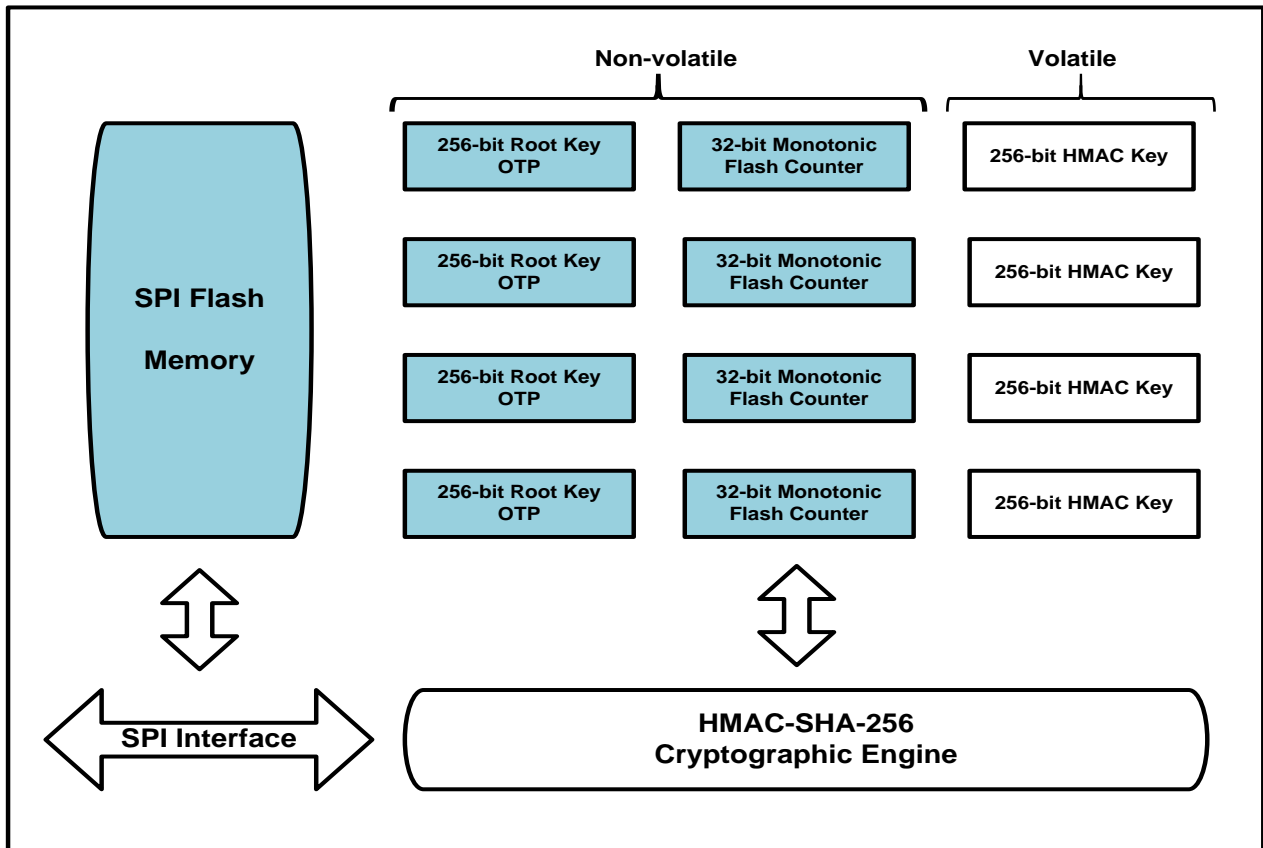 Non-volatile
Volatile
256-bit Root Key
OTP
32-bit Monotonic
Flash Counter
256-bit HMAC Key
256-bit Root Key
OTP
32-bit Monotonic
Flash Counter
256-bit HMAC Key
SPI Flash
Memory
256-bit Root Key
OTP
32-bit Monotonic
Flash Counter
256-bit HMAC Key
256-bit Root Key
OTP
32-bit Monotonic
Flash Counter
256-bit HMAC Key
SPI Interface
HMAC-SHA-256
Cryptographic Engine